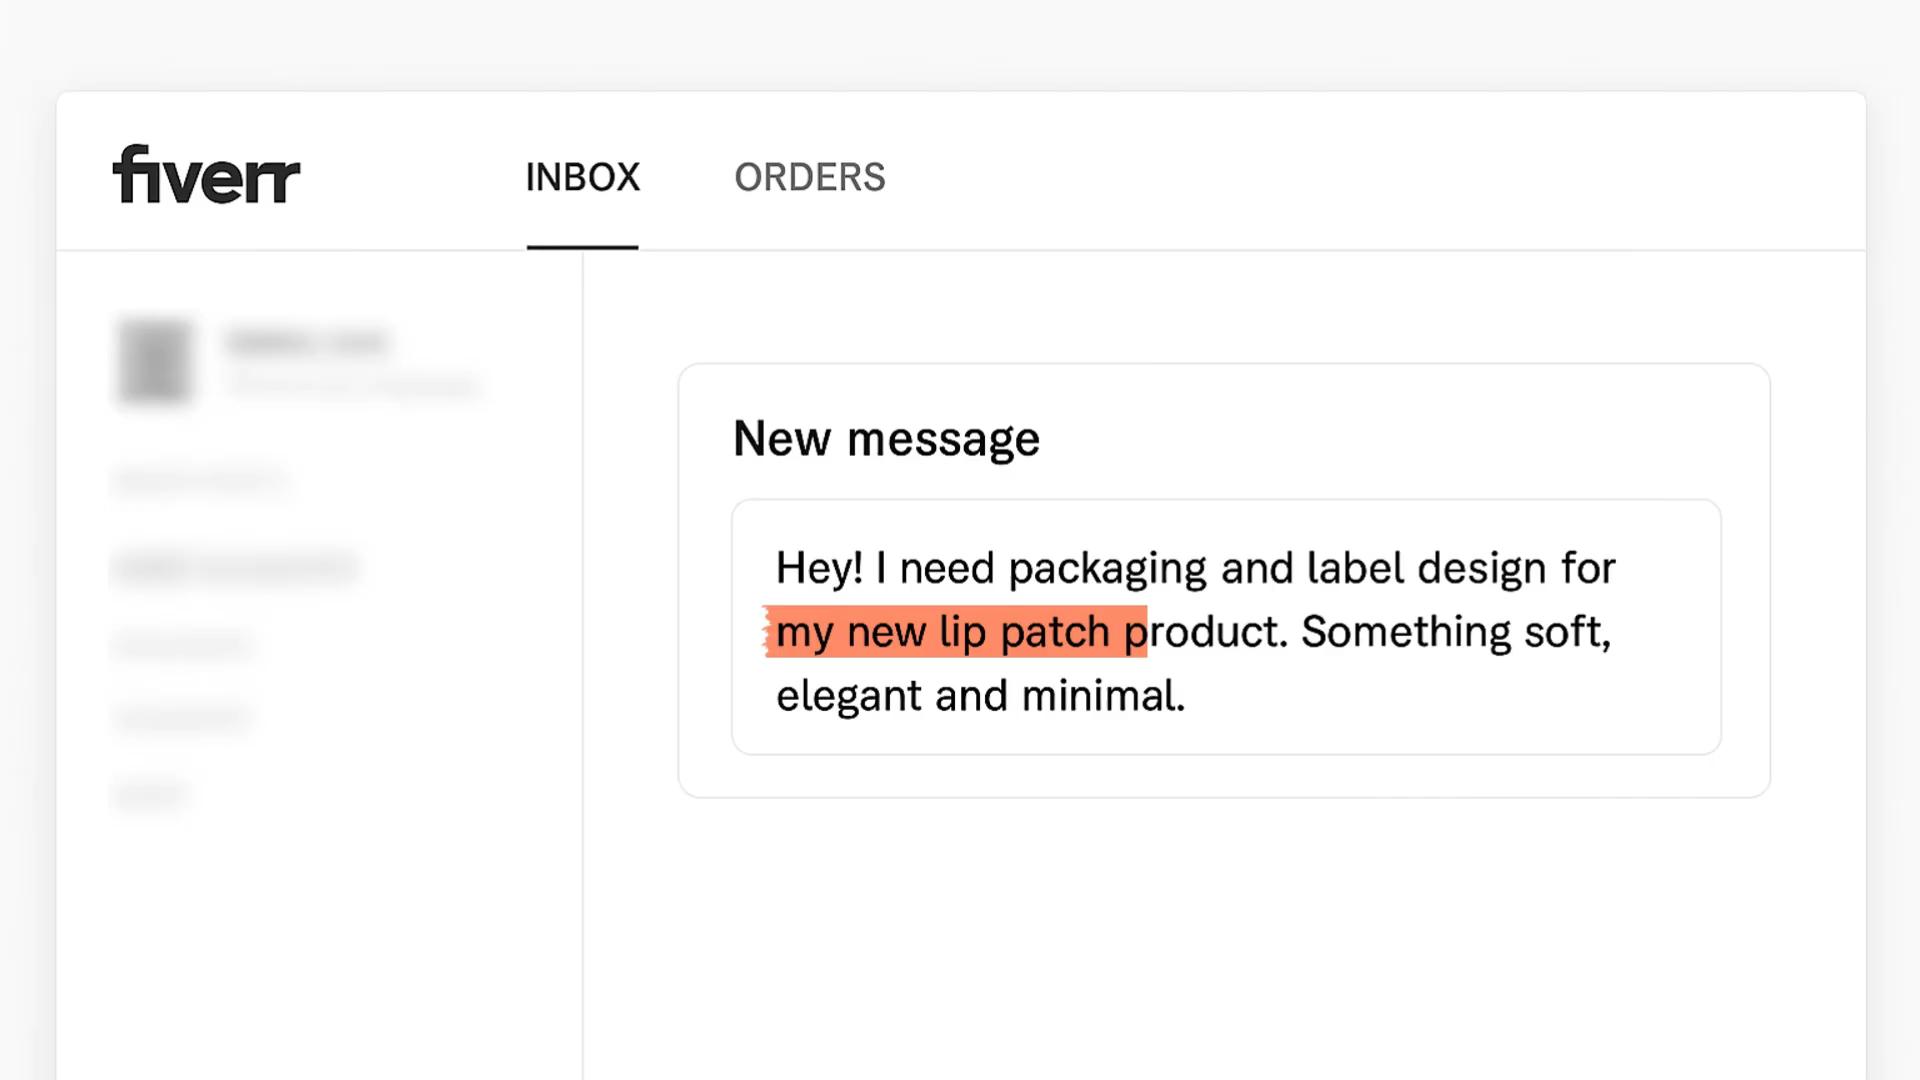 fiverr
INBOX
ORDERS
New message
Hey! I need packaging and label design for
my new lip patch product. Something soft,
elegant and minimal.